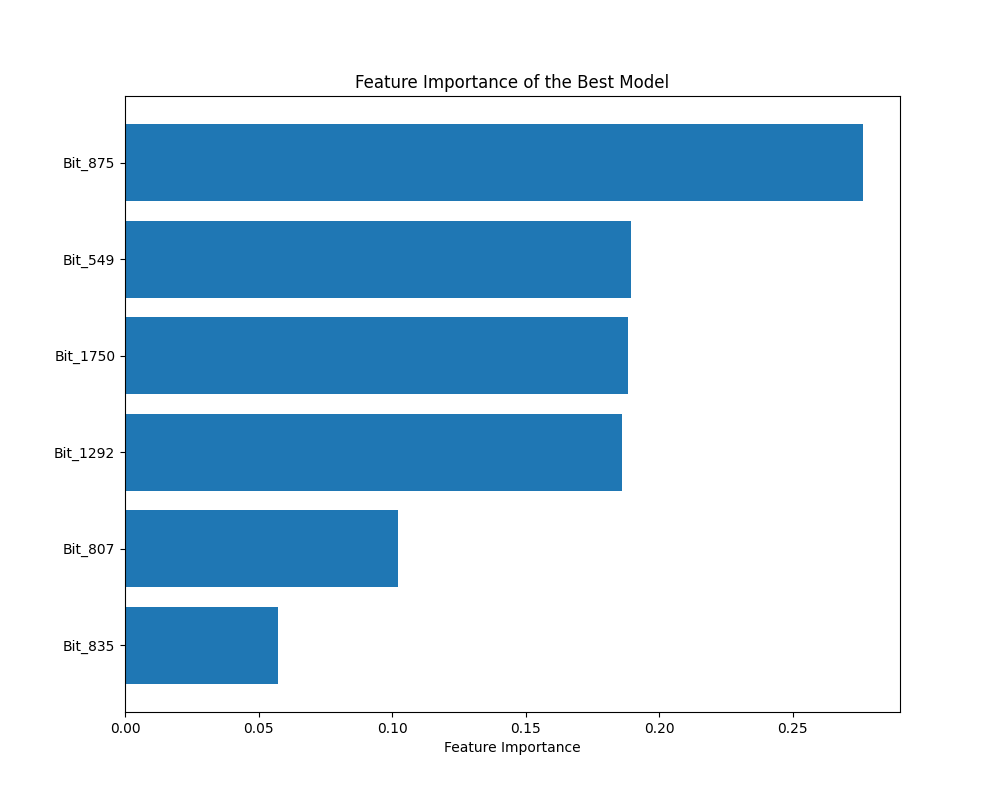 Feature Importance of the Best Model
Bit_875
Bit_549
Bit_1750
Bit_1292
Bit_807
Bit_835
0.00 0.05 0.10 0.15 0.20 0.25
Feature Importance